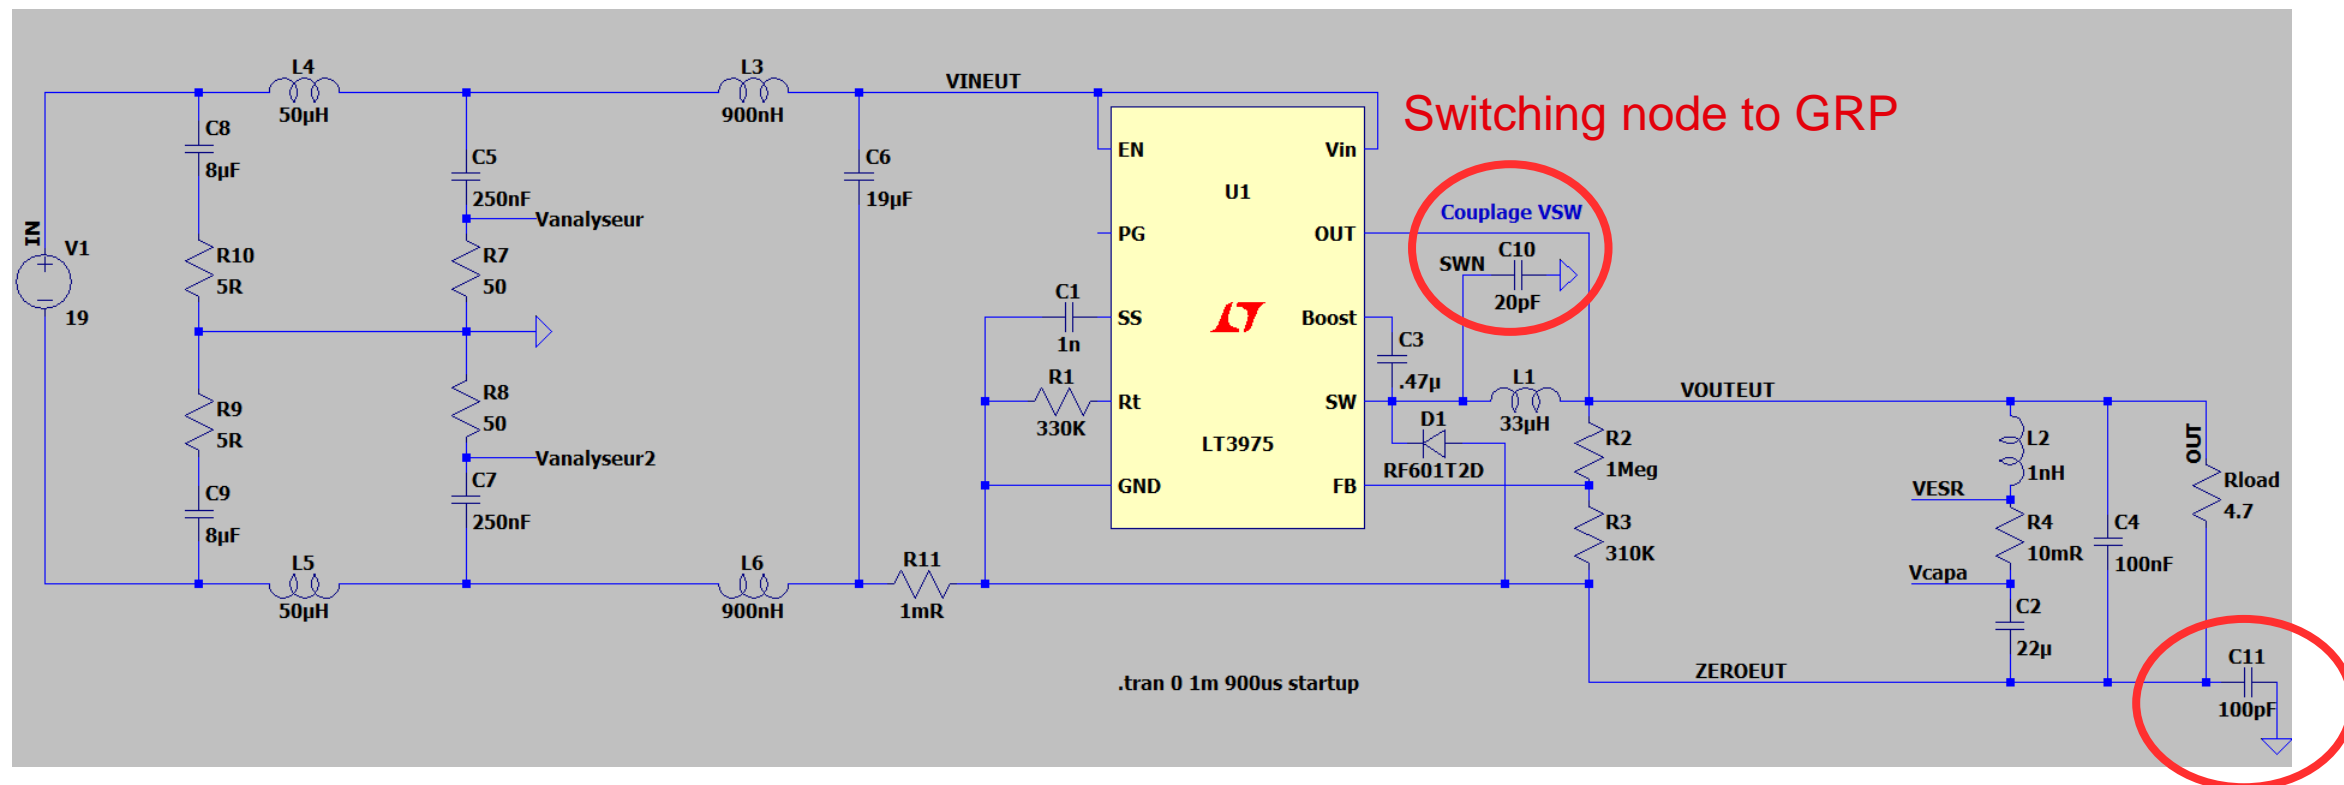 L4
50µH
L3
900nH
VINEUT
Switching node to GRP
C8
8µF
C5
250nF
C6
19µF
EN
Vin
U1
Vanalyseur
Couplage VSW
IN
V1
19
R10
5R
R7
50
PG
OUT
SWN
C10
20pF
C1
1n
SS
Boost
C3
.47µ
R9
5R
R8
50
R1
330K
Rt
SW
L1
33µH
VOUTEUT
D1
RF601T2D
LT3975
R2
1Meg
L2
1nH
OUT
Rload
4.7
Vanalyseur2
C9
8µF
C7
250nF
GND
FB
VESR
R3
310K
R4
10mR
C4
100nF
L5
50µH
L6
900nH
R11
1mR
Vcapa
C2
22µ
.tran 0 1m 900us startup
ZEROEUT
C11
100pF